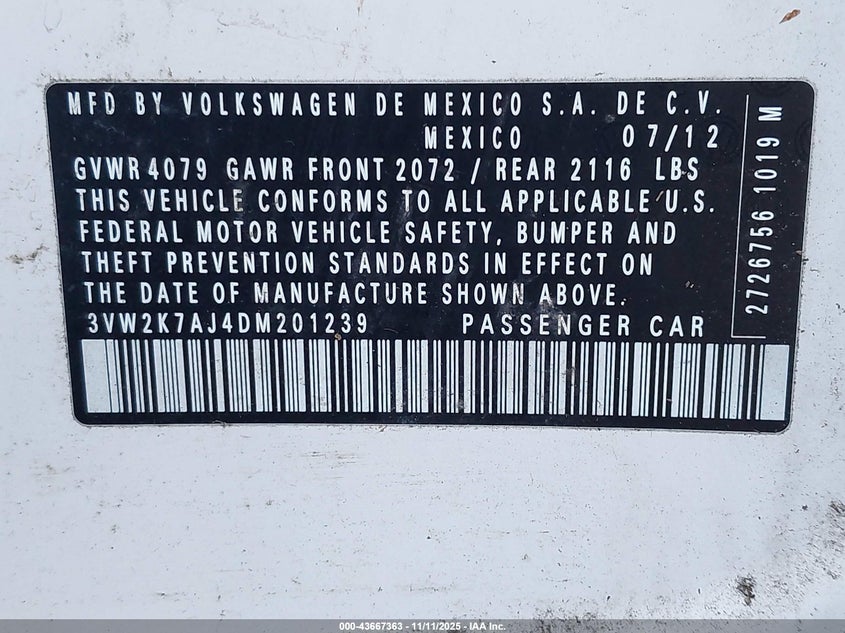 MFD BY VOLKSWAGEN DE MEXICO S.A. DE C.V.
MEXICO 07/12
GVWR 4079 GAWR FRONT 2072 / REAR 2116 LBS
THIS VEHICLE CONFORMS TO ALL APPLICABLE U.S.
FEDERAL MOTOR VEHICLE SAFETY, BUMPER AND
THEFT PREVENTION STANDARDS IN EFFECT ON
THE DATE OF MANUFACTURE SHOWN ABOVE.
3VW2K7AJ4DM201239 PASSENGER CAR
2726756 1019 M
000-43667363 - 11/11/2025 - IAA Inc.